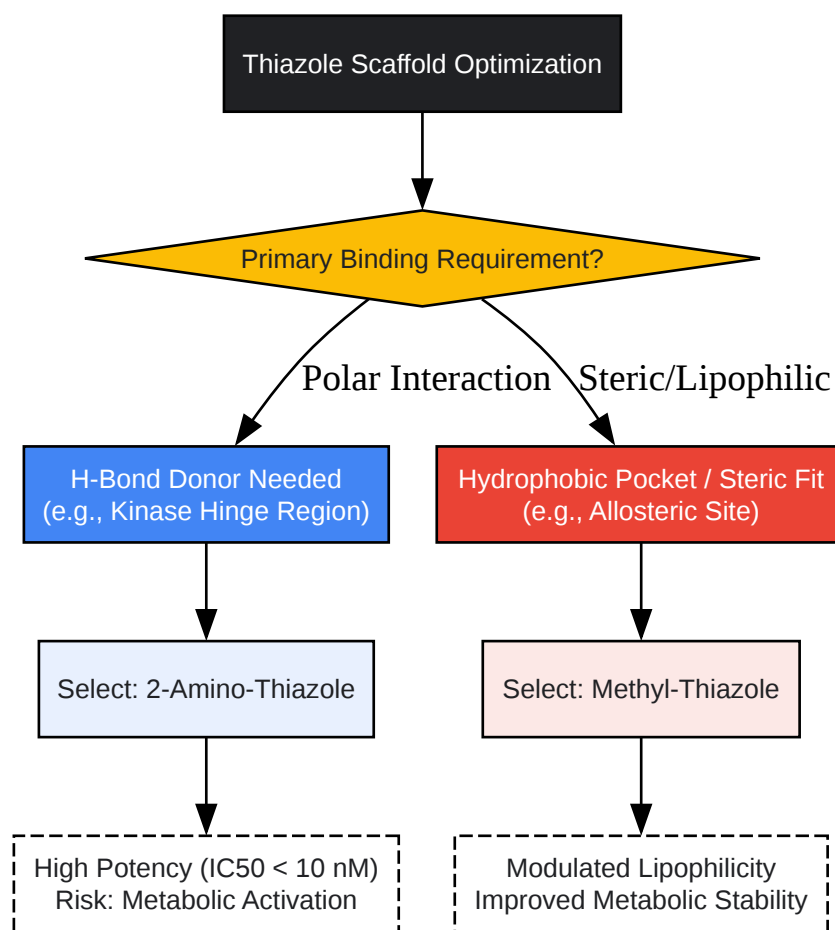 Thiazole Scaffold Optimization
Primary Binding Requirement?
Polar Interaction
Steric/Lipophilic
H-Bond Donor Needed
(e.g., Kinase Hinge Region)
Hydrophobic Pocket / Steric Fit
(e.g., Allosteric Site)
Select: 2-Amino-Thiazole
Select: Methyl-Thiazole
High Potency (IC50 < 10 nM)
Risk: Metabolic Activation
Modulated Lipophilicity
Improved Metabolic Stability